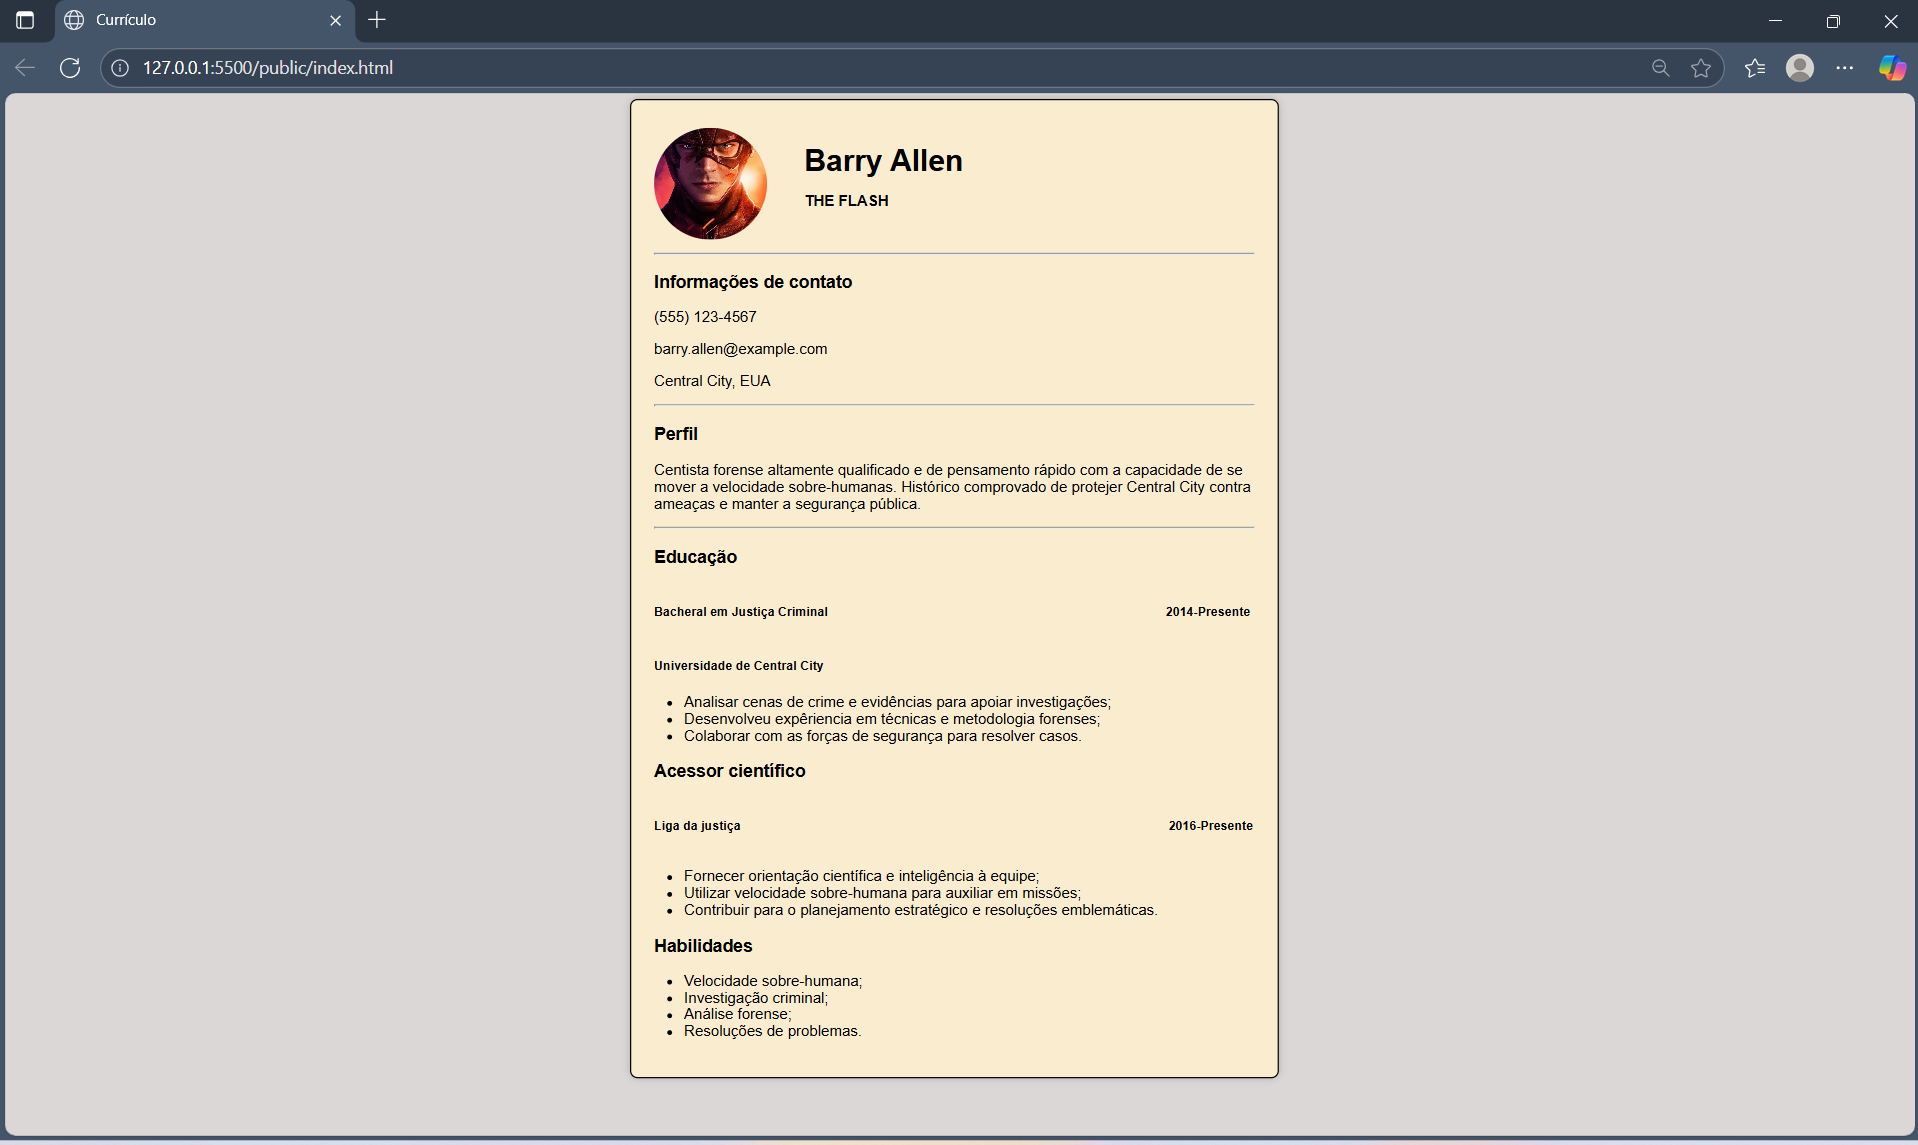 Currículo
127.0.0.1:5500/public/index.html
Barry Allen
THE FLASH
Informações de contato
(555) 123-4567
barry.allen@example.com
Central City, EUA
Perfil
Centista forense altamente qualificado e de pensamento rápido com a capacidade de se
mover a velocidade sobre-humanas. Histórico comprovado de protejer Central City contra
ameaças e manter a segurança pública.
Educação
Bacheral em Justiça Criminal 2014-Presente
Universidade de Central City
• Analisar cenas de crime e evidências para apoiar investigações;
• Desenvolveu expêriencia em técnicas e metodologia forenses;
• Colaborar com as forças de segurança para resolver casos.
Acessor científico
Liga da justiça 2016-Presente
• Fornecer orientação científica e inteligência à equipe;
• Utilizar velocidade sobre-humana para auxiliar em missões;
• Contribuir para o planejamento estratégico e resoluções emblemáticas.
Habilidades
• Velocidade sobre-humana;
• Investigação criminal;
• Análise forense;
• Resoluções de problemas.